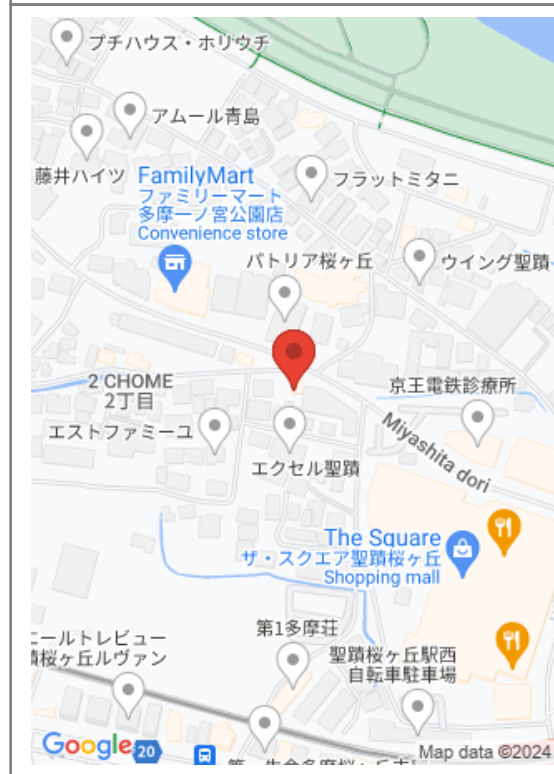 プチハウス・ホリウチ
アムール青島
藤井ハイツ
FamilyMart
ファミリーマート
多摩一ノ宮公園店
Convenience store
フラットミタニ
パトリア桜ヶ丘
ウイング聖蹟
2 CHOME
2丁目
京王電鉄診療所
エストファミーユ
Miyashita dori
エクセル聖蹟
The Square
ザ・スクエア聖蹟桜ヶ丘
Shopping mall
第1多摩荘
エールトレビュー
蹟桜ヶ丘ルヴァン
聖蹟桜ヶ丘駅西
自転車駐車場
Google
20
Map data ©2024